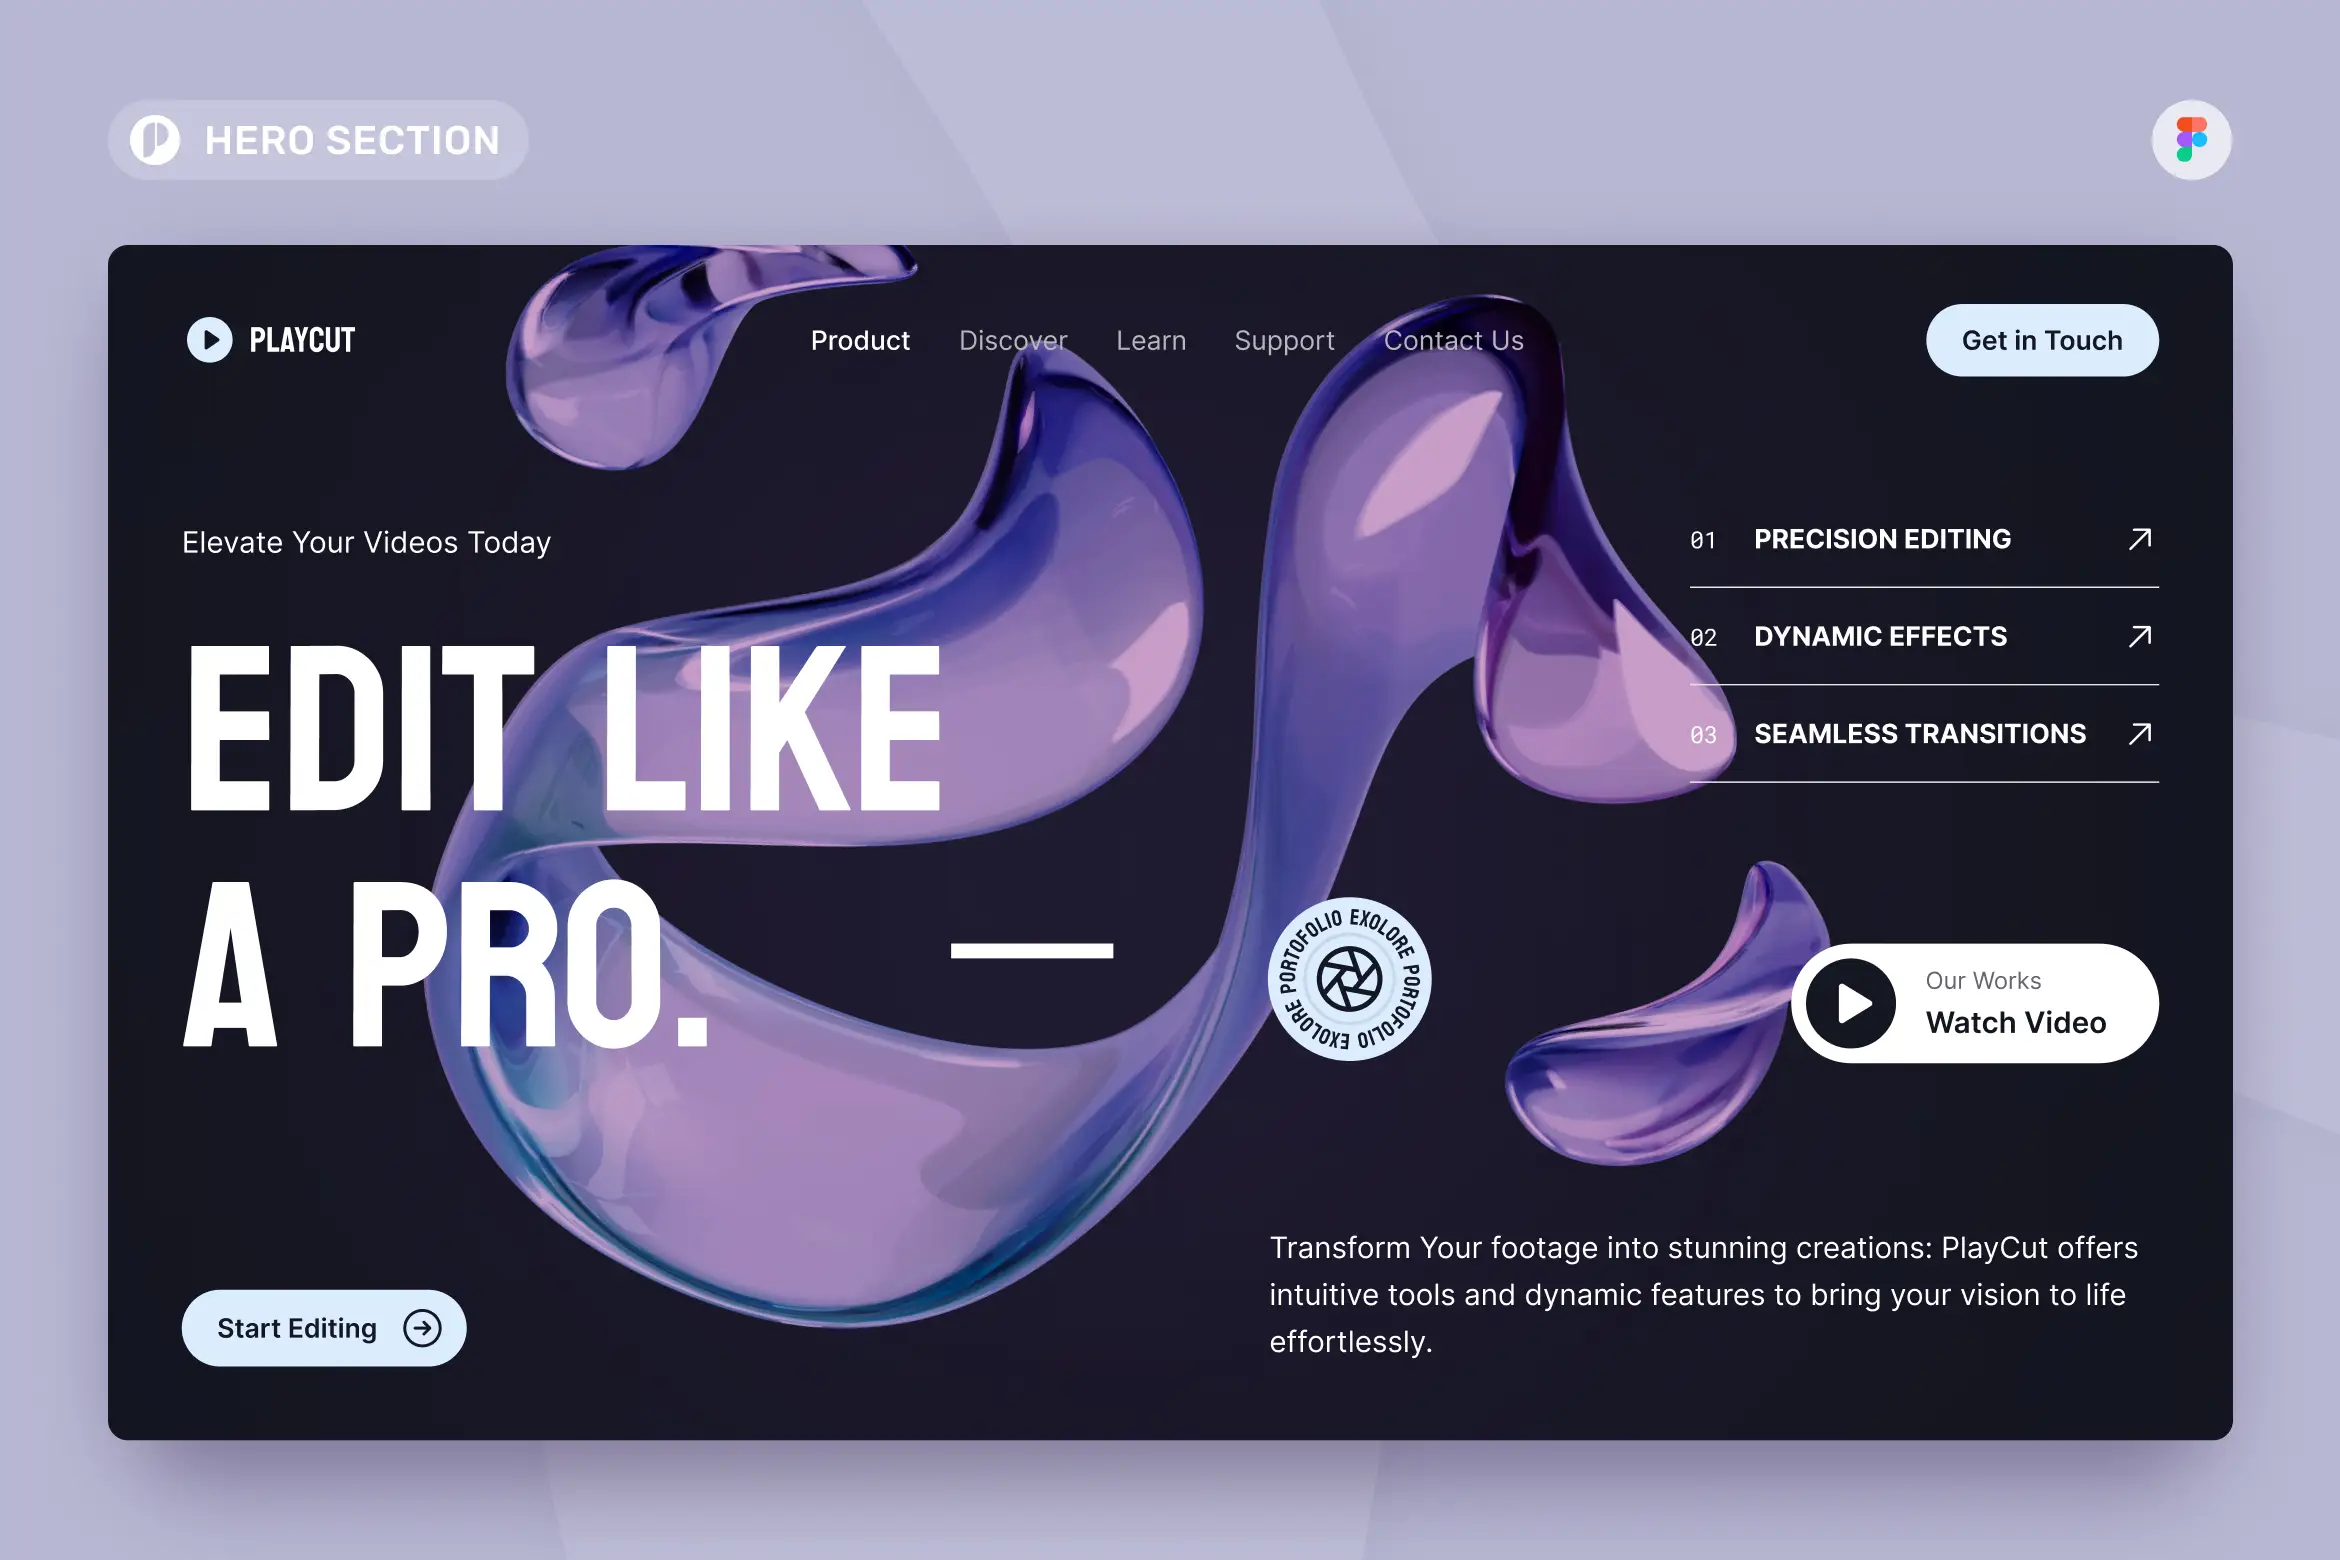 HERO SECTION
PLAYCUT
Product Discover Learn Support Contact Us
Get in Touch
Elevate Your Videos Today
EDIT LIKE
A PRO.
01 PRECISION EDITING
02 DYNAMIC EFFECTS
03 SEAMLESS TRANSITIONS
PORTOFOLIO EXOLORE PORTOFOLIO EXOLORE
Our Works
Watch Video
Transform Your footage into stunning creations: PlayCut offers
intuitive tools and dynamic features to bring your vision to life
effortlessly.
Start Editing